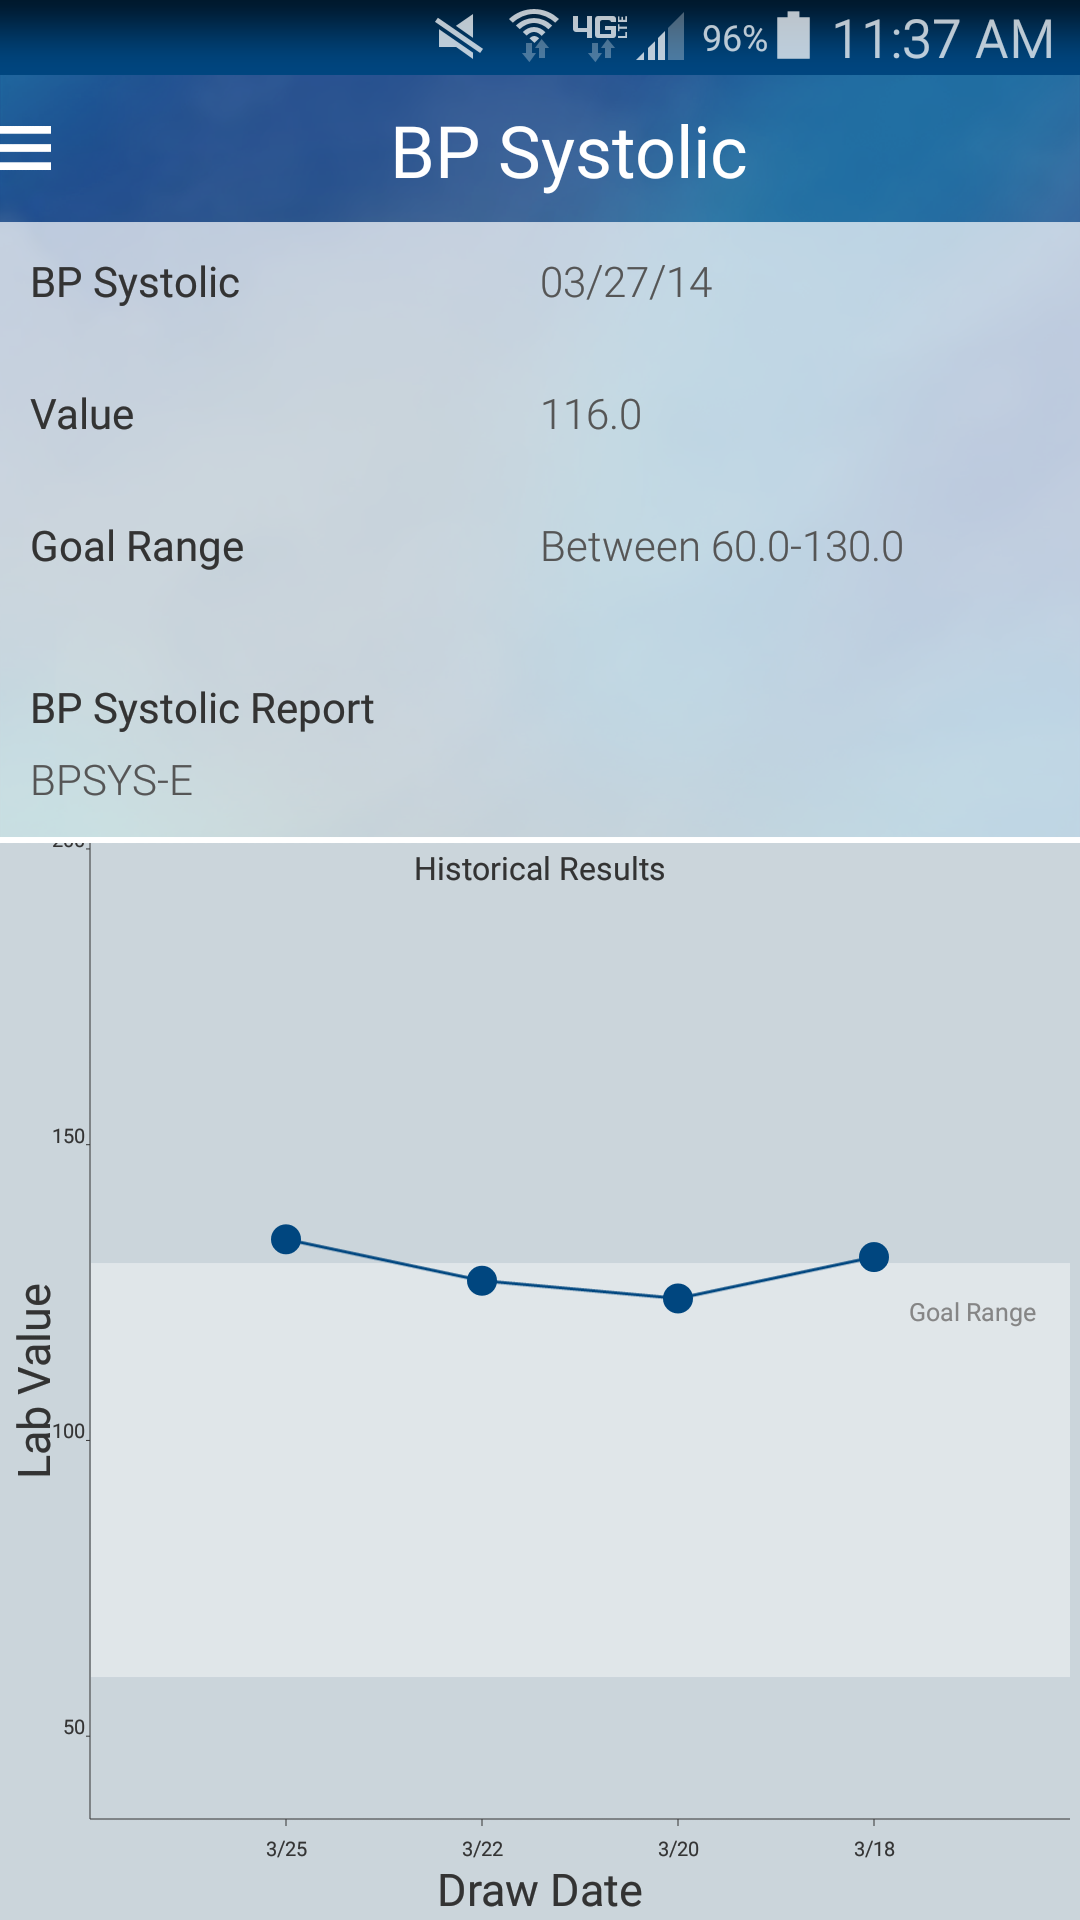 4G LTE 96% 11:37 AM
BP Systolic
BP Systolic 03/27/14
Value 116.0
Goal Range Between 60.0-130.0
BP Systolic Report
BPSYS-E
Historical Results
200
150
Goal Range
100
Lab Value
50
3/25 3/22 3/20 3/18
Draw Date